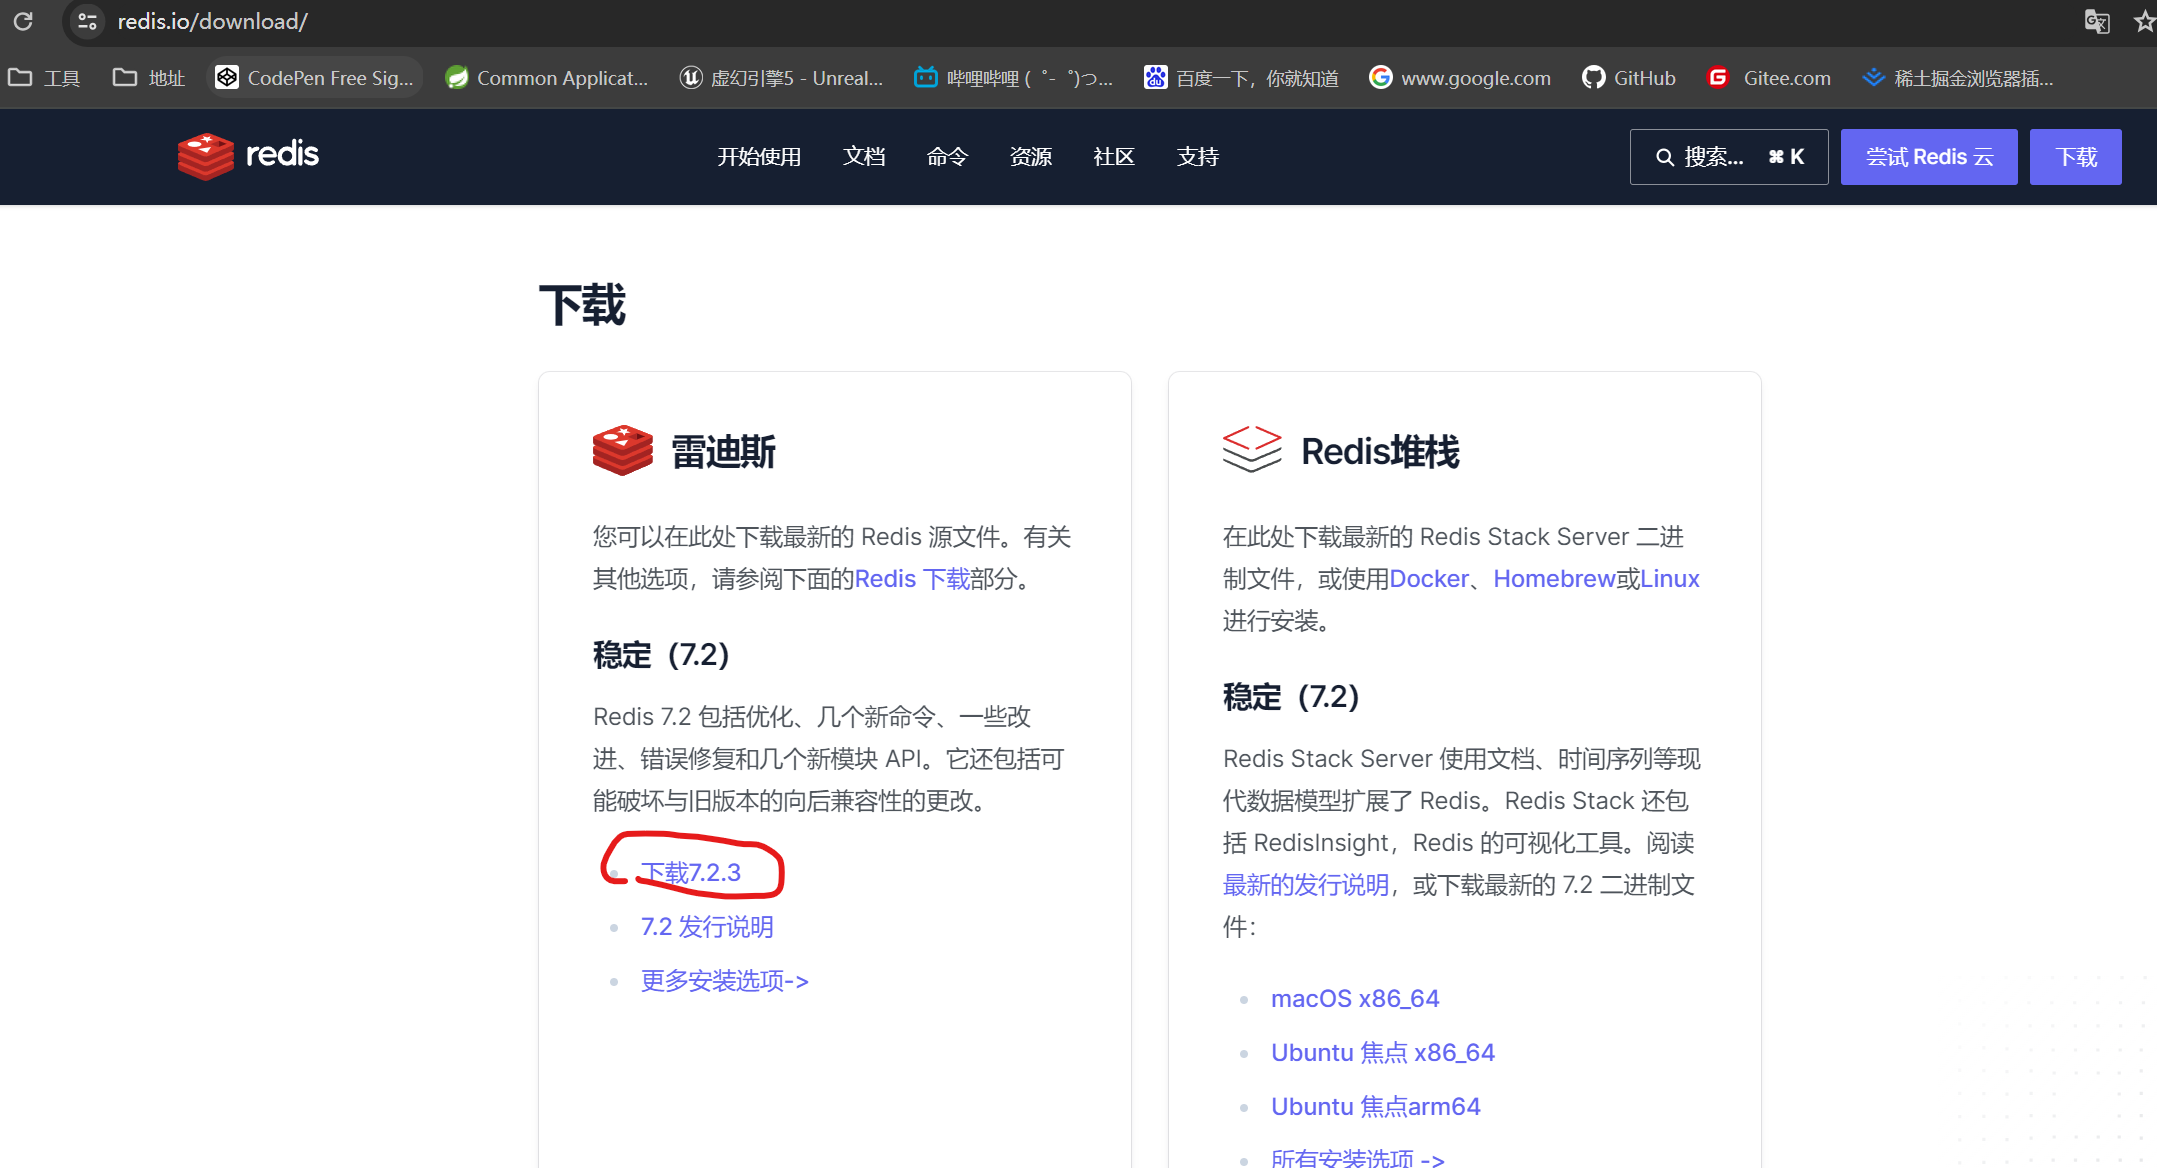 redis.io/download/
工具 地址 CodePen Free Sig... Common Applicat... 虚幻引擎5 - Unreal... 哔哩哔哩 (゜-゜)つ... 百度一下，你就知道 www.google.com GitHub Gitee.com 稀土掘金浏览器插...
redis 开始使用 文档 命令 资源 社区 支持 搜索... ⌘ K 尝试 Redis 云 下载
下载
雷迪斯
您可以在此处下载最新的 Redis 源文件。有关
其他选项，请参阅下面的Redis 下载部分。
稳定（7.2）
Redis 7.2 包括优化、几个新命令、一些改
进、错误修复和几个新模块 API。它还包括可
能破坏与旧版本的向后兼容性的更改。
下载7.2.3
7.2 发行说明
更多安装选项->
Redis堆栈
在此处下载最新的 Redis Stack Server 二进
制文件，或使用Docker、Homebrew或Linux
进行安装。
稳定（7.2）
Redis Stack Server 使用文档、时间序列等现
代数据模型扩展了 Redis。Redis Stack 还包
括 RedisInsight，Redis 的可视化工具。阅读
最新的发行说明，或下载最新的 7.2 二进制文
件：
macOS x86_64
Ubuntu 焦点 x86_64
Ubuntu 焦点arm64
所有安装选项 ->